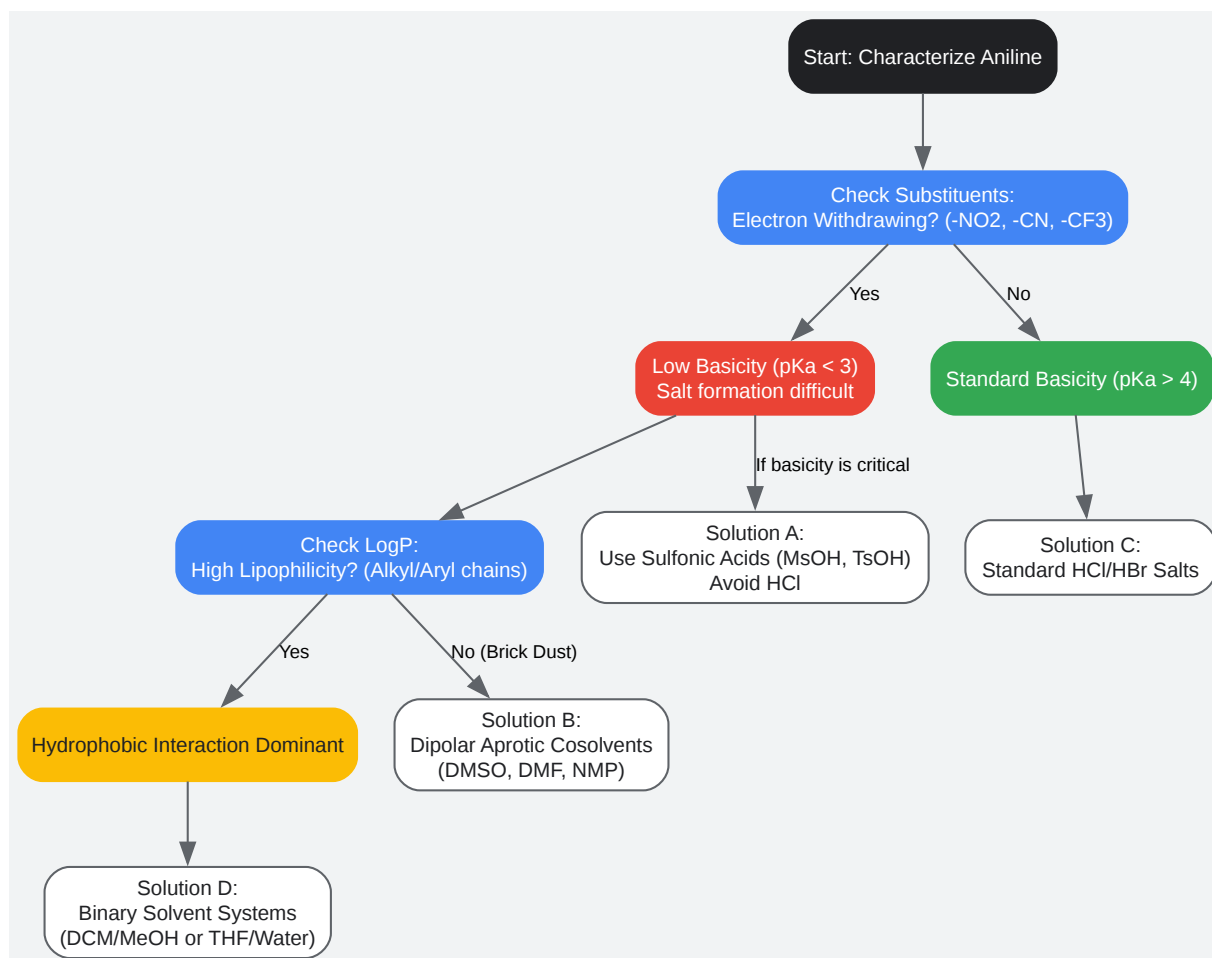 Start: Characterize Aniline
Check Substituents:
Electron Withdrawing? (-NO2, -CN, -CF3)
Yes
No
Low Basicity (pKa < 3)
Salt formation difficult
Standard Basicity (pKa > 4)
If basicity is critical
Check LogP:
High Lipophilicity? (Alkyl/Aryl chains)
Solution A:
Use Sulfonic Acids (MsOH, TsOH)
Avoid HCl
Solution C:
Standard HCl/HBr Salts
Yes
No (Brick Dust)
Hydrophobic Interaction Dominant
Solution B:
Dipolar Aprotic Cosolvents
(DMSO, DMF, NMP)
Solution D:
Binary Solvent Systems
(DCM/MeOH or THF/Water)